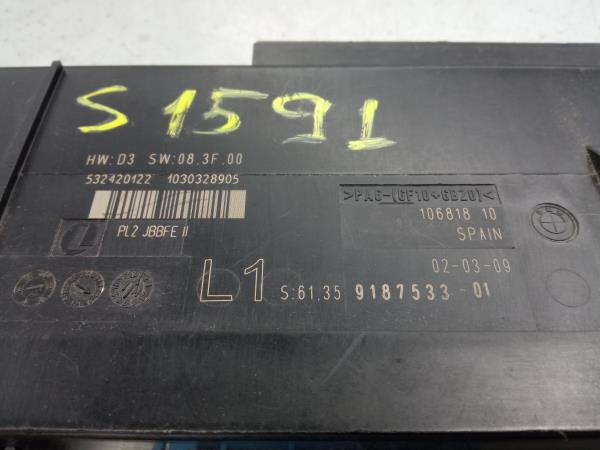 S1591
HW:D3 SW:08.3F.00
532420122 1030328905
PL2 JBBFE II
>PA6-(GF10+GB20)<
106818 10
SPAIN
02-03-09
L1 S:61.35 9187533-01